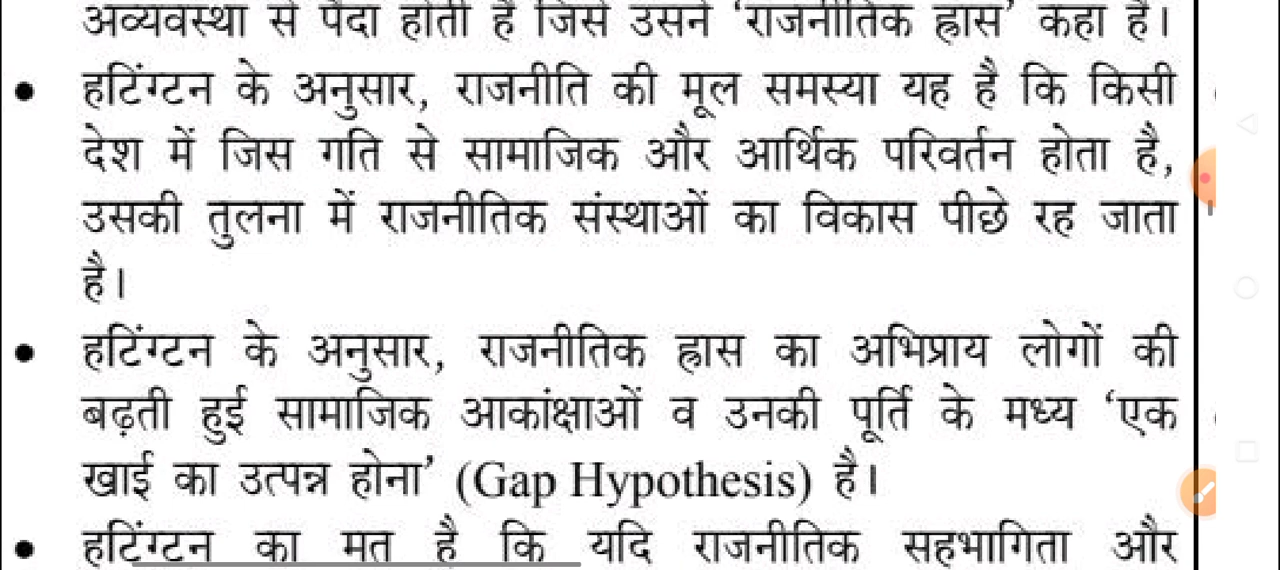 अव्यवस्था से पैदा होती है जिसे उसने ‘राजनीतिक ह्रास’ कहा है।
• हटिंग्टन के अनुसार, राजनीति की मूल समस्या यह है कि किसी
देश में जिस गति से सामाजिक और आर्थिक परिवर्तन होता है,
उसकी तुलना में राजनीतिक संस्थाओं का विकास पीछे रह जाता
है।
• हटिंग्टन के अनुसार, राजनीतिक ह्रास का अभिप्राय लोगों की
बढ़ती हुई सामाजिक आकांक्षाओं व उनकी पूर्ति के मध्य ‘एक
खाई का उत्पन्न होना’ (Gap Hypothesis) है।
• हटिंग्टन का मत है कि यदि राजनीतिक सहभागिता और